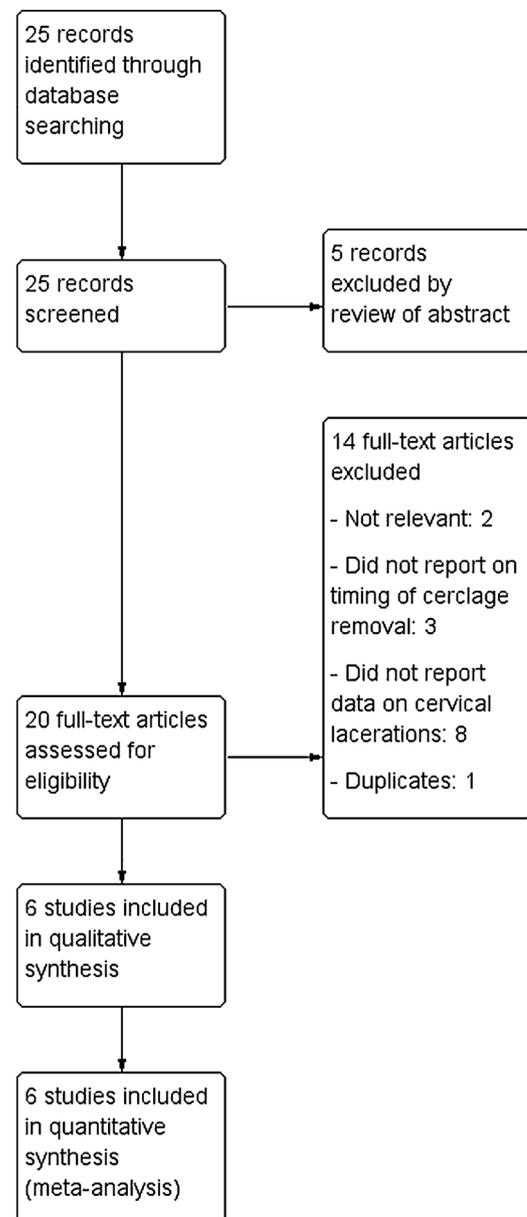 25 records
identified through
database
searching
25 records
screened
5 records
excluded by
review of abstract
14 full-text articles
excluded
- Not relevant: 2
- Did not report on
timing of cerclage
removal: 3
- Did not report
data on cervical
lacerations: 8
- Duplicates: 1
20 full-text articles
assessed for
eligibility
6 studies included
in qualitative
synthesis
6 studies included
in quantitative
synthesis
(meta-analysis)